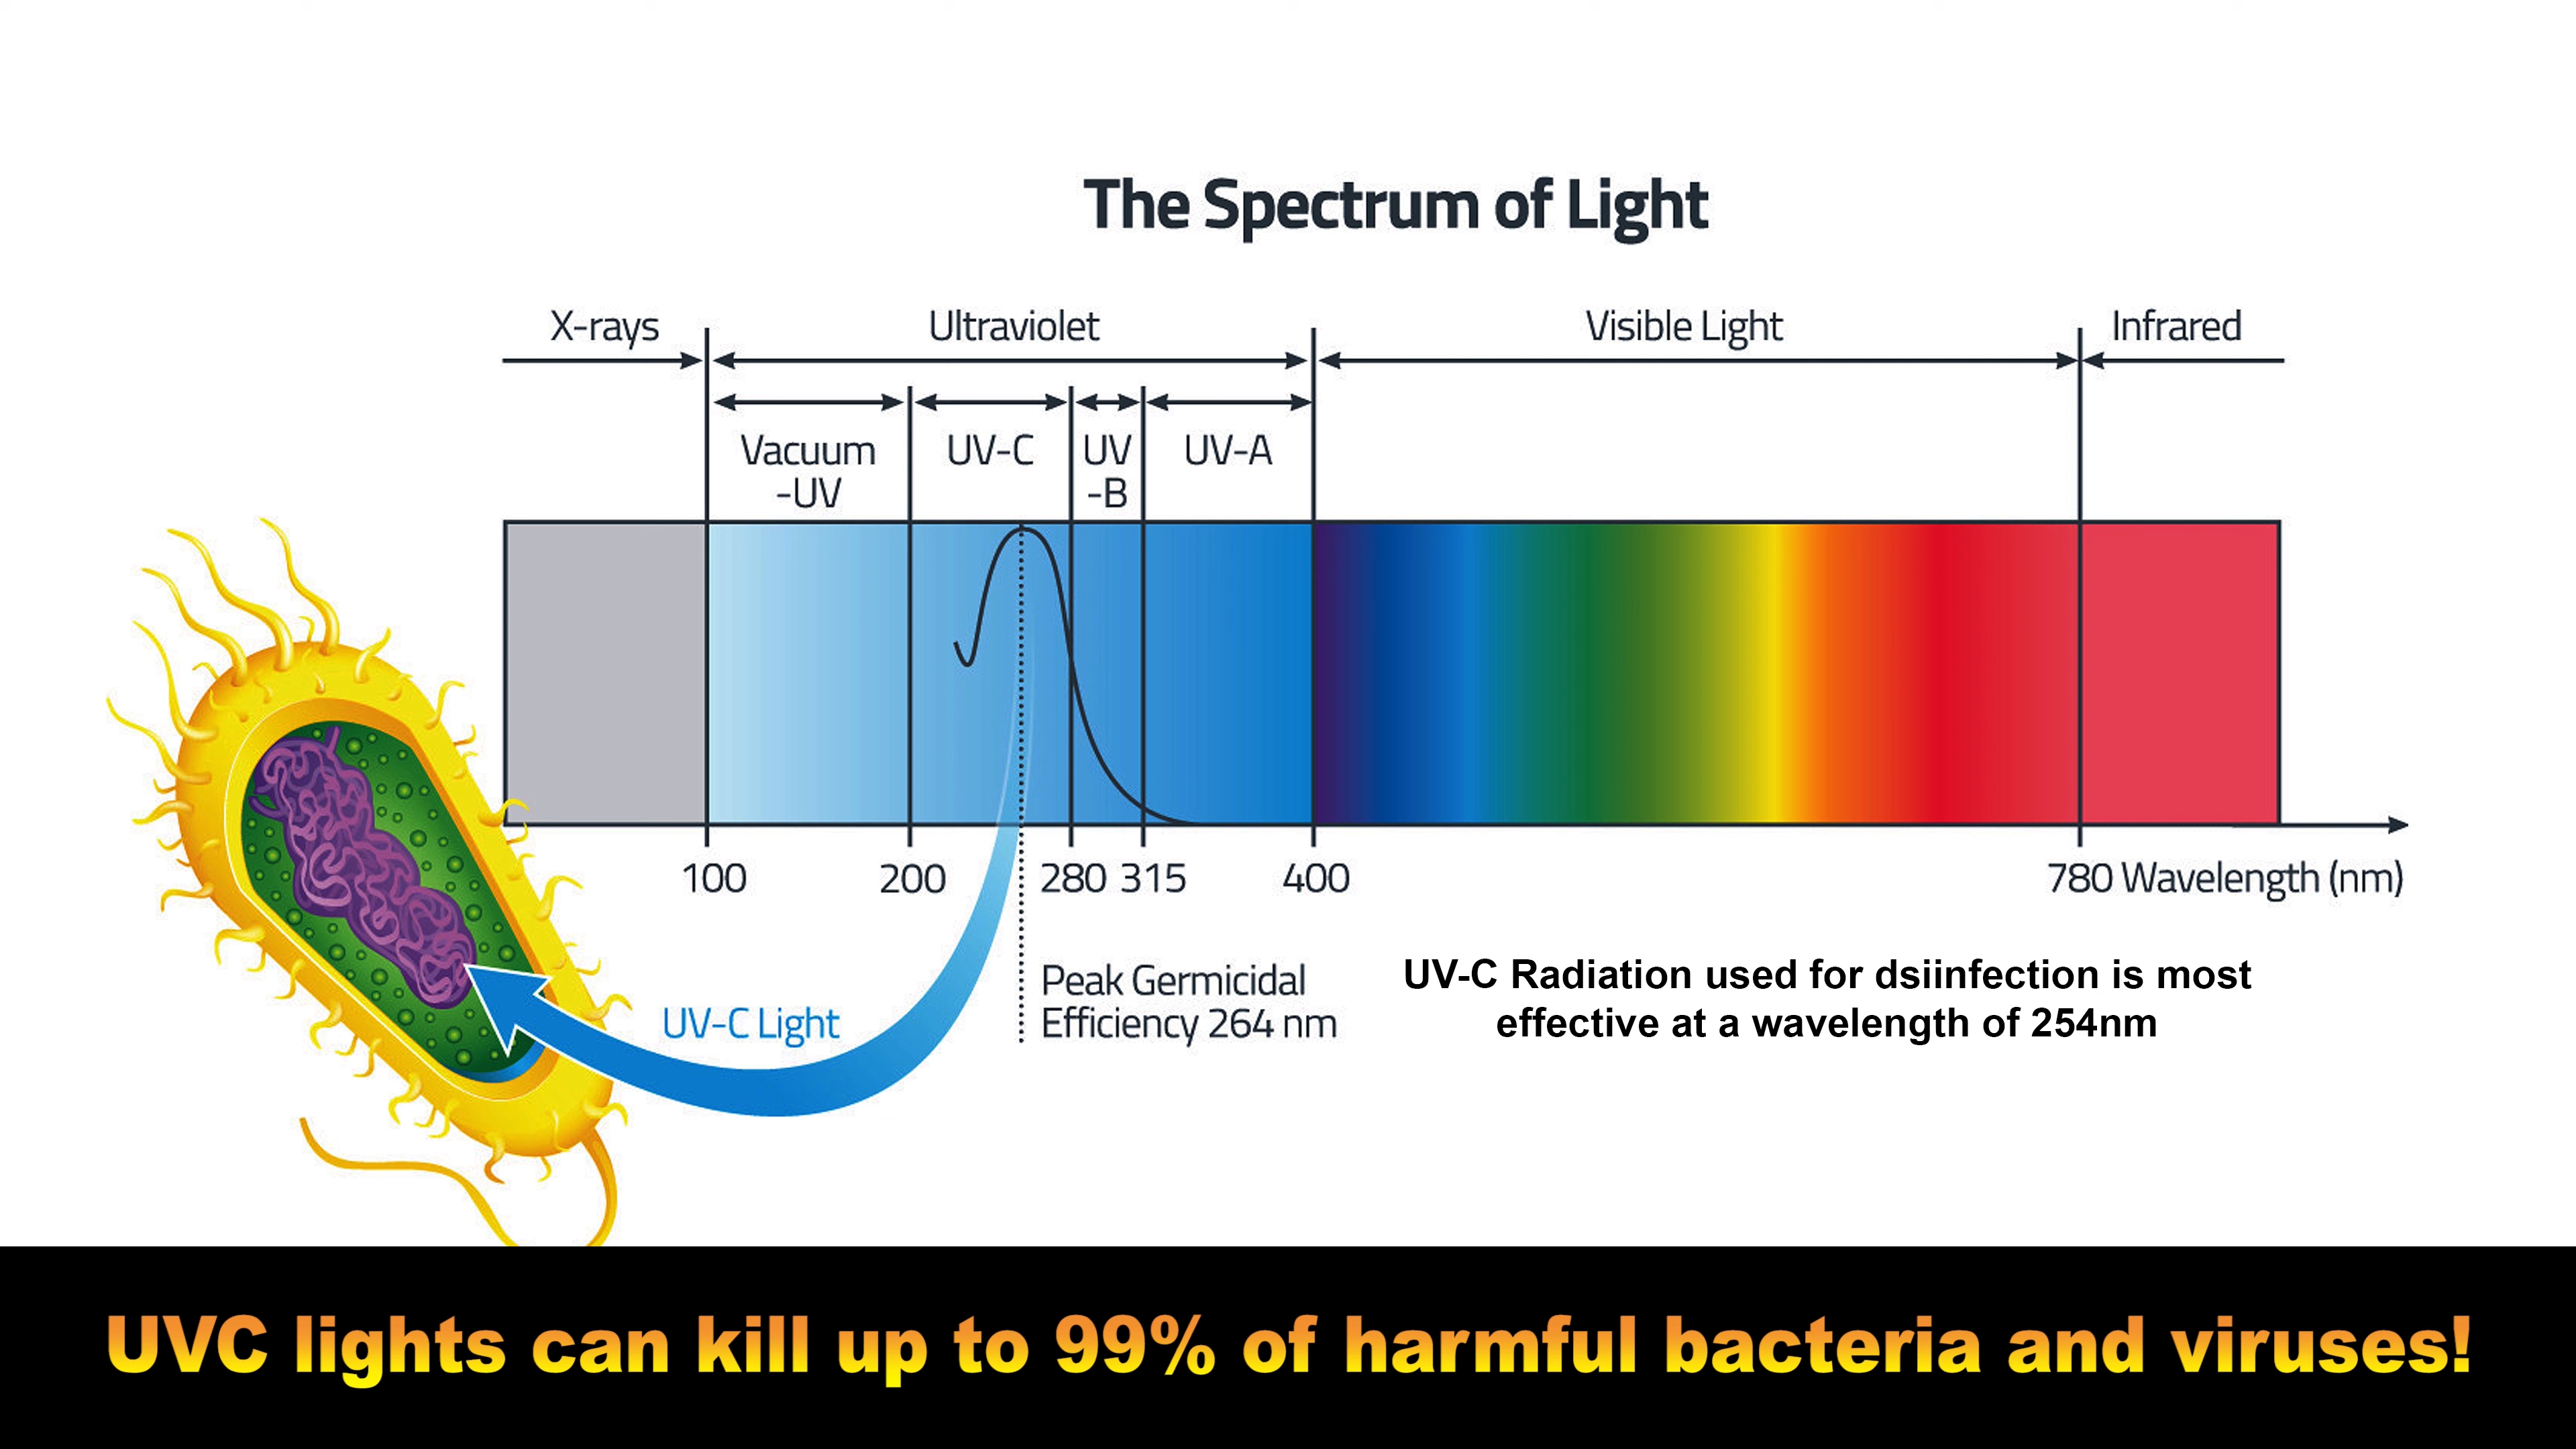 The Spectrum of Light
X-rays
Ultraviolet
Visible Light
Infrared
Vacuum
-UV
UV-C
UV
-B
UV-A
100
200
280
315
400
780 Wavelength (nm)
UV-C Light
Peak Germicidal
Efficiency 264 nm
UV-C Radiation used for dsiinfection is most
effective at a wavelength of 254nm
UVC lights can kill up to 99% of harmful bacteria and viruses!